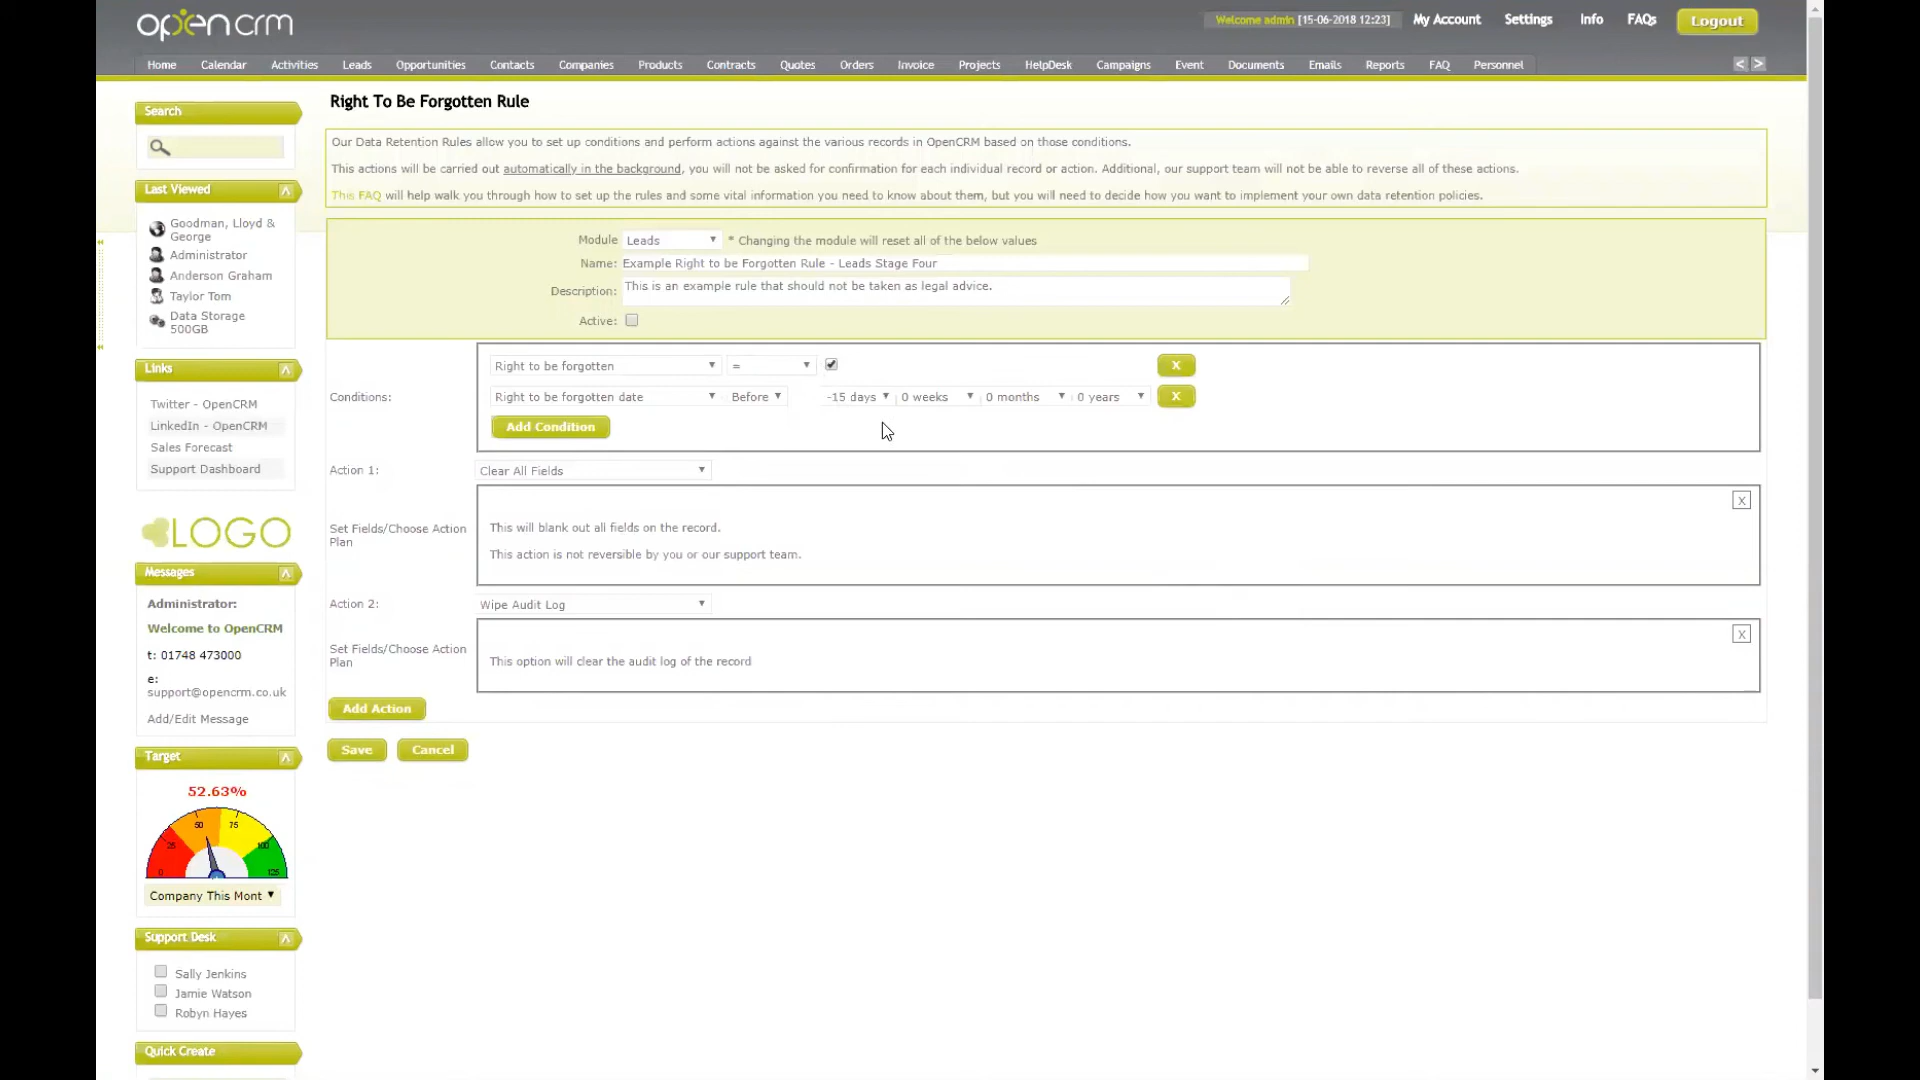 opencrm
Welcome admin [15-06-2018 12:23] My Account Settings Info FAQs Logout
Home Calendar Activities Leads Opportunities Contacts Companies Products Contracts Quotes Orders Invoice Projects HelpDesk Campaigns Event Documents Emails Reports FAQ Personnel < >
Search
Last Viewed
Goodman, Lloyd &
George
Administrator
Anderson Graham
Taylor Tom
Data Storage
500GB
Links
Twitter - OpenCRM
LinkedIn - OpenCRM
Sales Forecast
Support Dashboard
LOGO
Messages
Administrator:
Welcome to OpenCRM
t: 01748 473000
e:
support@opencrm.co.uk
Add/Edit Message
Target
52.63%
0 25 50 75 100 125
Company This Mont
Support Desk
Sally Jenkins
Jamie Watson
Robyn Hayes
Quick Create
Right To Be Forgotten Rule
Our Data Retention Rules allow you to set up conditions and perform actions against the various records in OpenCRM based on those conditions.
This actions will be carried out automatically in the background, you will not be asked for confirmation for each individual record or action. Additional, our support team will not be able to reverse all of these actions.
This FAQ will help walk you through how to set up the rules and some vital information you need to know about them, but you will need to decide how you want to implement your own data retention policies.
Module Leads * Changing the module will reset all of the below values
Name: Example Right to be Forgotten Rule - Leads Stage Four
Description: This is an example rule that should not be taken as legal advice.
Active:
Conditions:
Right to be forgotten = X
Right to be forgotten date Before -15 days 0 weeks 0 months 0 years X
Add Condition
Action 1: Clear All Fields
Set Fields/Choose Action
Plan
X
This will blank out all fields on the record.
This action is not reversible by you or our support team.
Action 2: Wipe Audit Log
Set Fields/Choose Action
Plan
X
This option will clear the audit log of the record
Add Action
Save Cancel